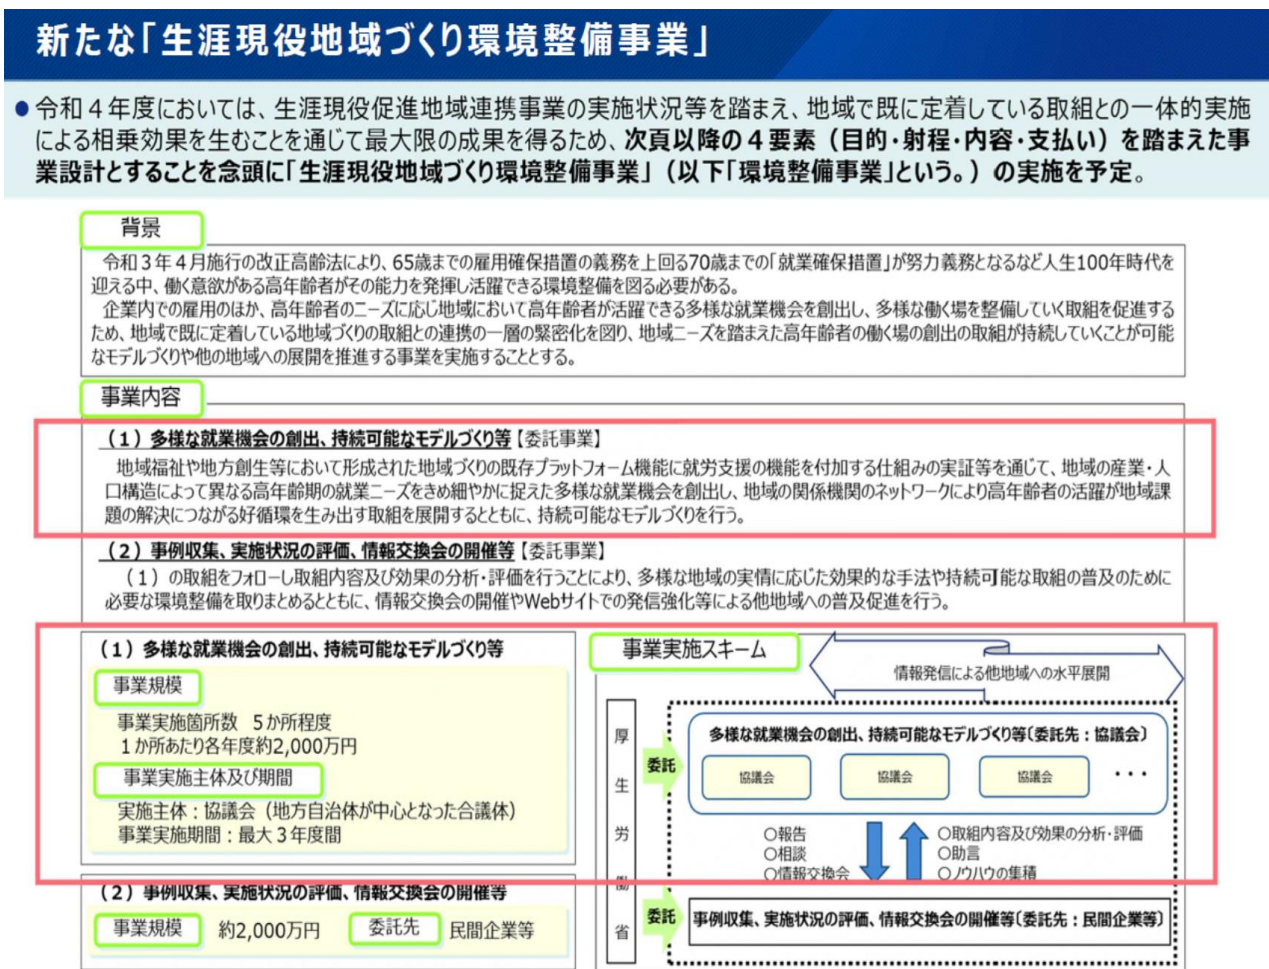 新たな「生涯現役地域づくり環境整備事業」
●令和４年度においては、生涯現役促進地域連携事業の実施状況等を踏まえ、地域で既に定着している取組との一体的実施
による相乗効果を生むことを通じて最大限の成果を得るため、次頁以降の４要素（目的・射程・内容・支払い）を踏まえた事
業設計とすることを念頭に「生涯現役地域づくり環境整備事業」（以下「環境整備事業」という。）の実施を予定。
背景
令和３年４月施行の改正高齢法により、65歳までの雇用確保措置の義務を上回る70歳までの「就業確保措置」が努力義務となるなど人生100年時代を
迎える中、働く意欲がある高年齢者がその能力を発揮し活躍できる環境整備を図る必要がある。
企業内での雇用のほか、高年齢者のニーズに応じ地域において高年齢者が活躍できる多様な就業機会を創出し、多様な働く場を整備していく取組を促進する
ため、地域で既に定着している地域づくりの取組との連携の一層の緊密化を図り、地域ニーズを踏まえた高年齢者の働く場の創出の取組が持続していくことが可能
なモデルづくりや他の地域への展開を推進する事業を実施することとする。
事業内容
（１）多様な就業機会の創出、持続可能なモデルづくり等【委託事業】
地域福祉や地方創生等において形成された地域づくりの既存プラットフォーム機能に就労支援の機能を付加する仕組みの実証等を通じて、地域の産業・人
口構造によって異なる高年齢期の就業ニーズをきめ細やかに捉えた多様な就業機会を創出し、地域の関係機関のネットワークにより高年齢者の活躍が地域課
題の解決につながる好循環を生み出す取組を展開するとともに、持続可能なモデルづくりを行う。
（２）事例収集、実施状況の評価、情報交換会の開催等【委託事業】
（１）の取組をフォローし取組内容及び効果の分析・評価を行うことにより、多様な地域の実情に応じた効果的な手法や持続可能な取組の普及のために
必要な環境整備を取りまとめるとともに、情報交換会の開催やWebサイトでの発信強化等による他地域への普及促進を行う。
（１）多様な就業機会の創出、持続可能なモデルづくり等
事業規模
事業実施箇所数　５か所程度
１か所あたり各年度約2,000万円
事業実施主体及び期間
実施主体：協議会（地方自治体が中心となった合議体）
事業実施期間：最大３年度間
（２）事例収集、実施状況の評価、情報交換会の開催等
事業規模　約2,000万円　委託先　民間企業等
事業実施スキーム
情報発信による他地域への水平展開
厚生労働省
委託
多様な就業機会の創出、持続可能なモデルづくり等〔委託先：協議会〕
協議会　協議会　協議会　・・・
○報告
○相談
○情報交換会
○取組内容及び効果の分析・評価
○助言
○ノウハウの集積
委託
事例収集、実施状況の評価、情報交換会の開催等〔委託先：民間企業等〕